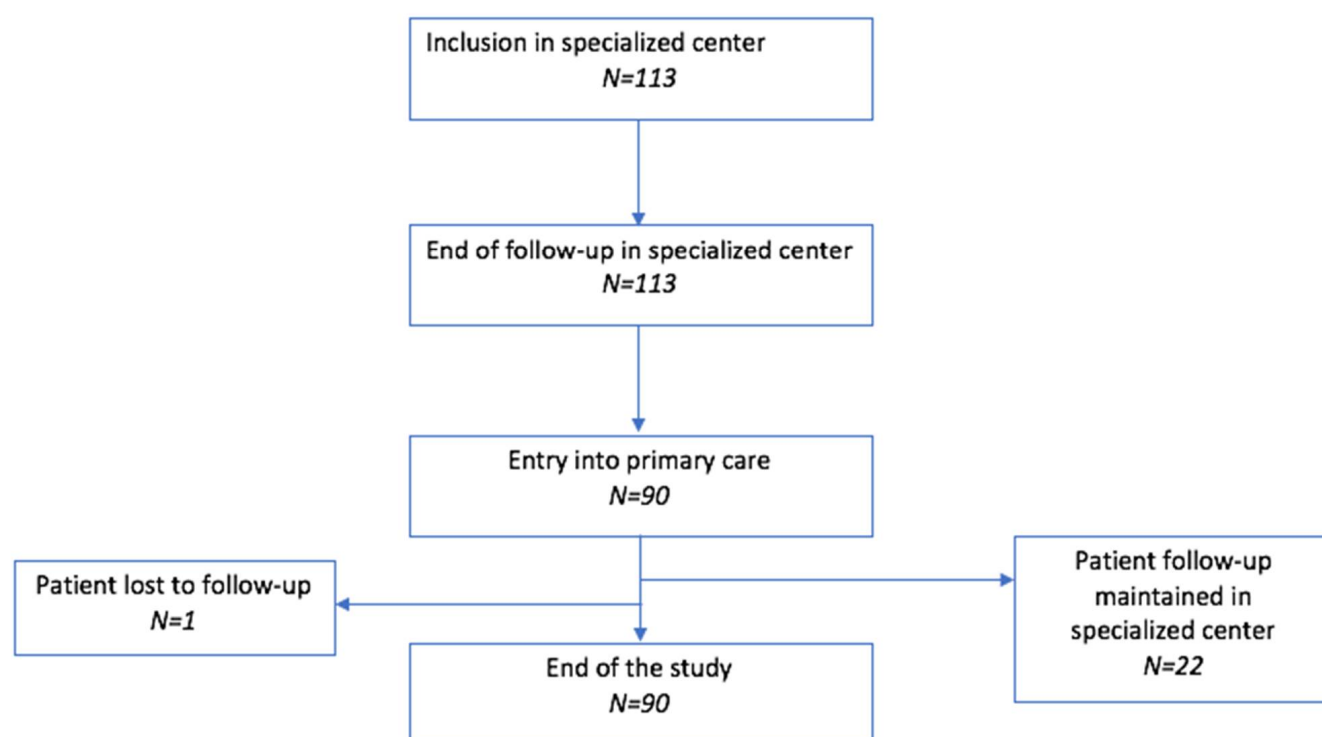 Inclusion in specialized center
N=113
End of follow-up in specialized center
N=113
Entry into primary care
N=90
Patient lost to follow-up
N=1
Patient follow-up
maintained in
specialized center
N=22
End of the study
N=90